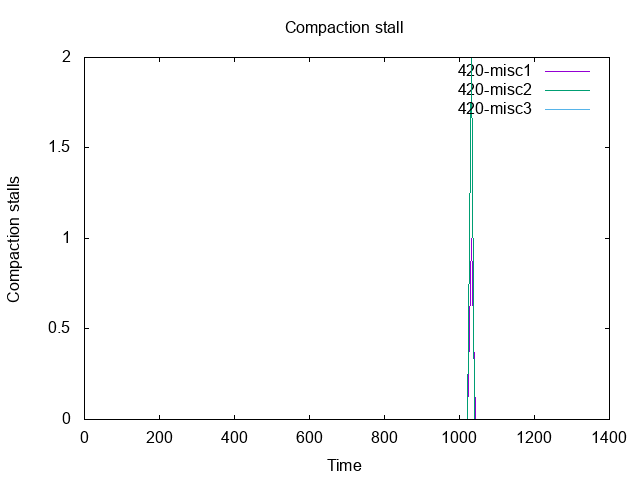 Compaction stall
2
420-misc1
420-misc2
420-misc3
1.5
1
0.5
0
Compaction stalls
0 200 400 600 800 1000 1200 1400
Time